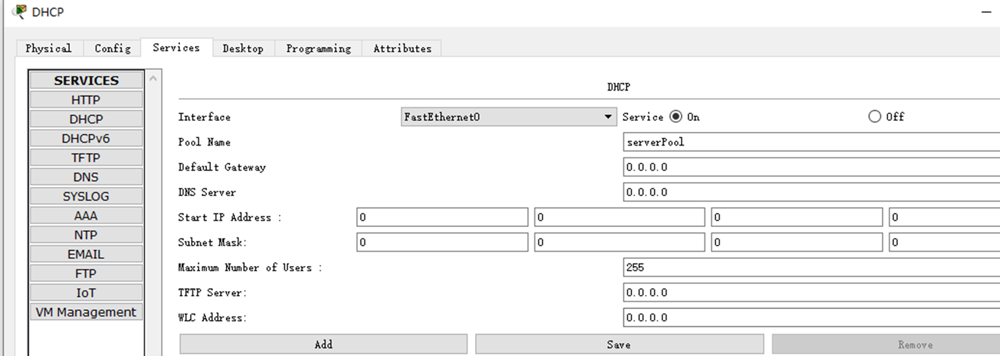 DHCP
Physical Config Services Desktop Programming Attributes
SERVICES
HTTP
DHCP
DHCPv6
TFTP
DNS
SYSLOG
AAA
NTP
EMAIL
FTP
IoT
VM Management
DHCP
Interface FastEthernet0 Service On Off
Pool Name serverPool
Default Gateway 0.0.0.0
DNS Server 0.0.0.0
Start IP Address : 0 0 0 0
Subnet Mask: 0 0 0 0
Maximum Number of Users : 255
TFTP Server: 0.0.0.0
WLC Address: 0.0.0.0
Add Save Remove